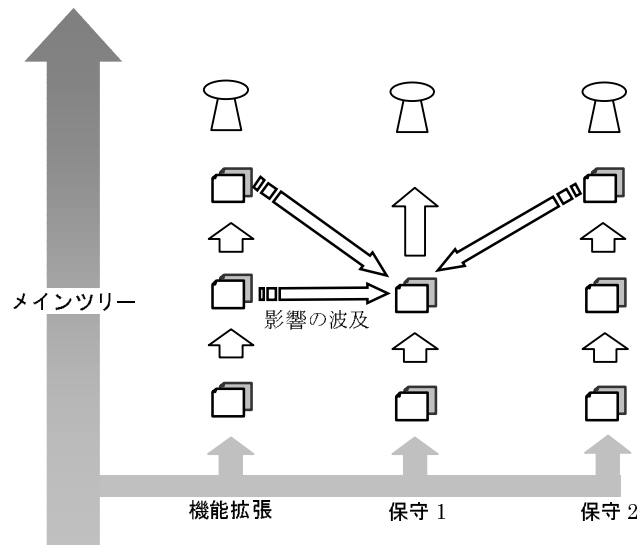 メインツリー
影響の波及
機能拡張
保守 1
保守 2